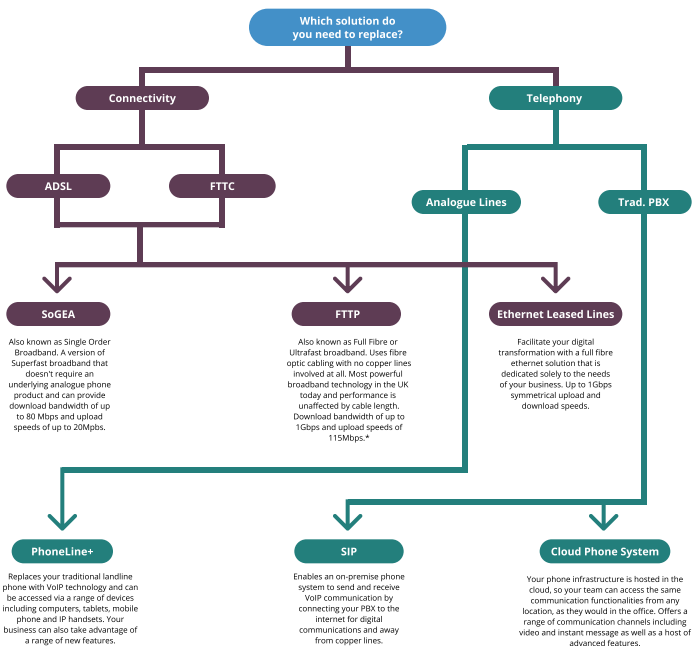 Which solution do
you need to replace?
Connectivity
Telephony
ADSL
FTTC
Analogue Lines
Trad. PBX
SoGEA
FTTP
Ethernet Leased Lines
Also known as Single Order
Broadband. A version of
Superfast broadband that
doesn't require an
underlying analogue phone
product and can provide
download bandwidth of up
to 80 Mbps and upload
speeds of up to 20Mpbs.
Also known as Full Fibre or
Ultrafast broadband. Uses fibre
optic cabling with no copper lines
involved at all. Most powerful
broadband technology in the UK
today and performance is
unaffected by cable length.
Download bandwidth of up to
1Gbps and upload speeds of
115Mbps.*
Facilitate your digital
transformation with a full fibre
ethernet solution that is
dedicated solely to the needs
of your business. Up to 1Gbps
symmetrical upload and
download speeds.
PhoneLine+
SIP
Cloud Phone System
Replaces your traditional landline
phone with VoIP technology and can
be accessed via a range of devices
including computers, tablets, mobile
phone and IP handsets. Your
business can also take advantage of
a range of new features.
Enables an on-premise phone
system to send and receive
VoIP communication by
connecting your PBX to the
internet for digital
communications and away
from copper lines.
Your phone infrastructure is hosted in the
cloud, so your team can access the same
communication functionalities from any
location, as they would in the office. Offers a
range of communication channels including
video and instant message as well as a host of
advanced features.